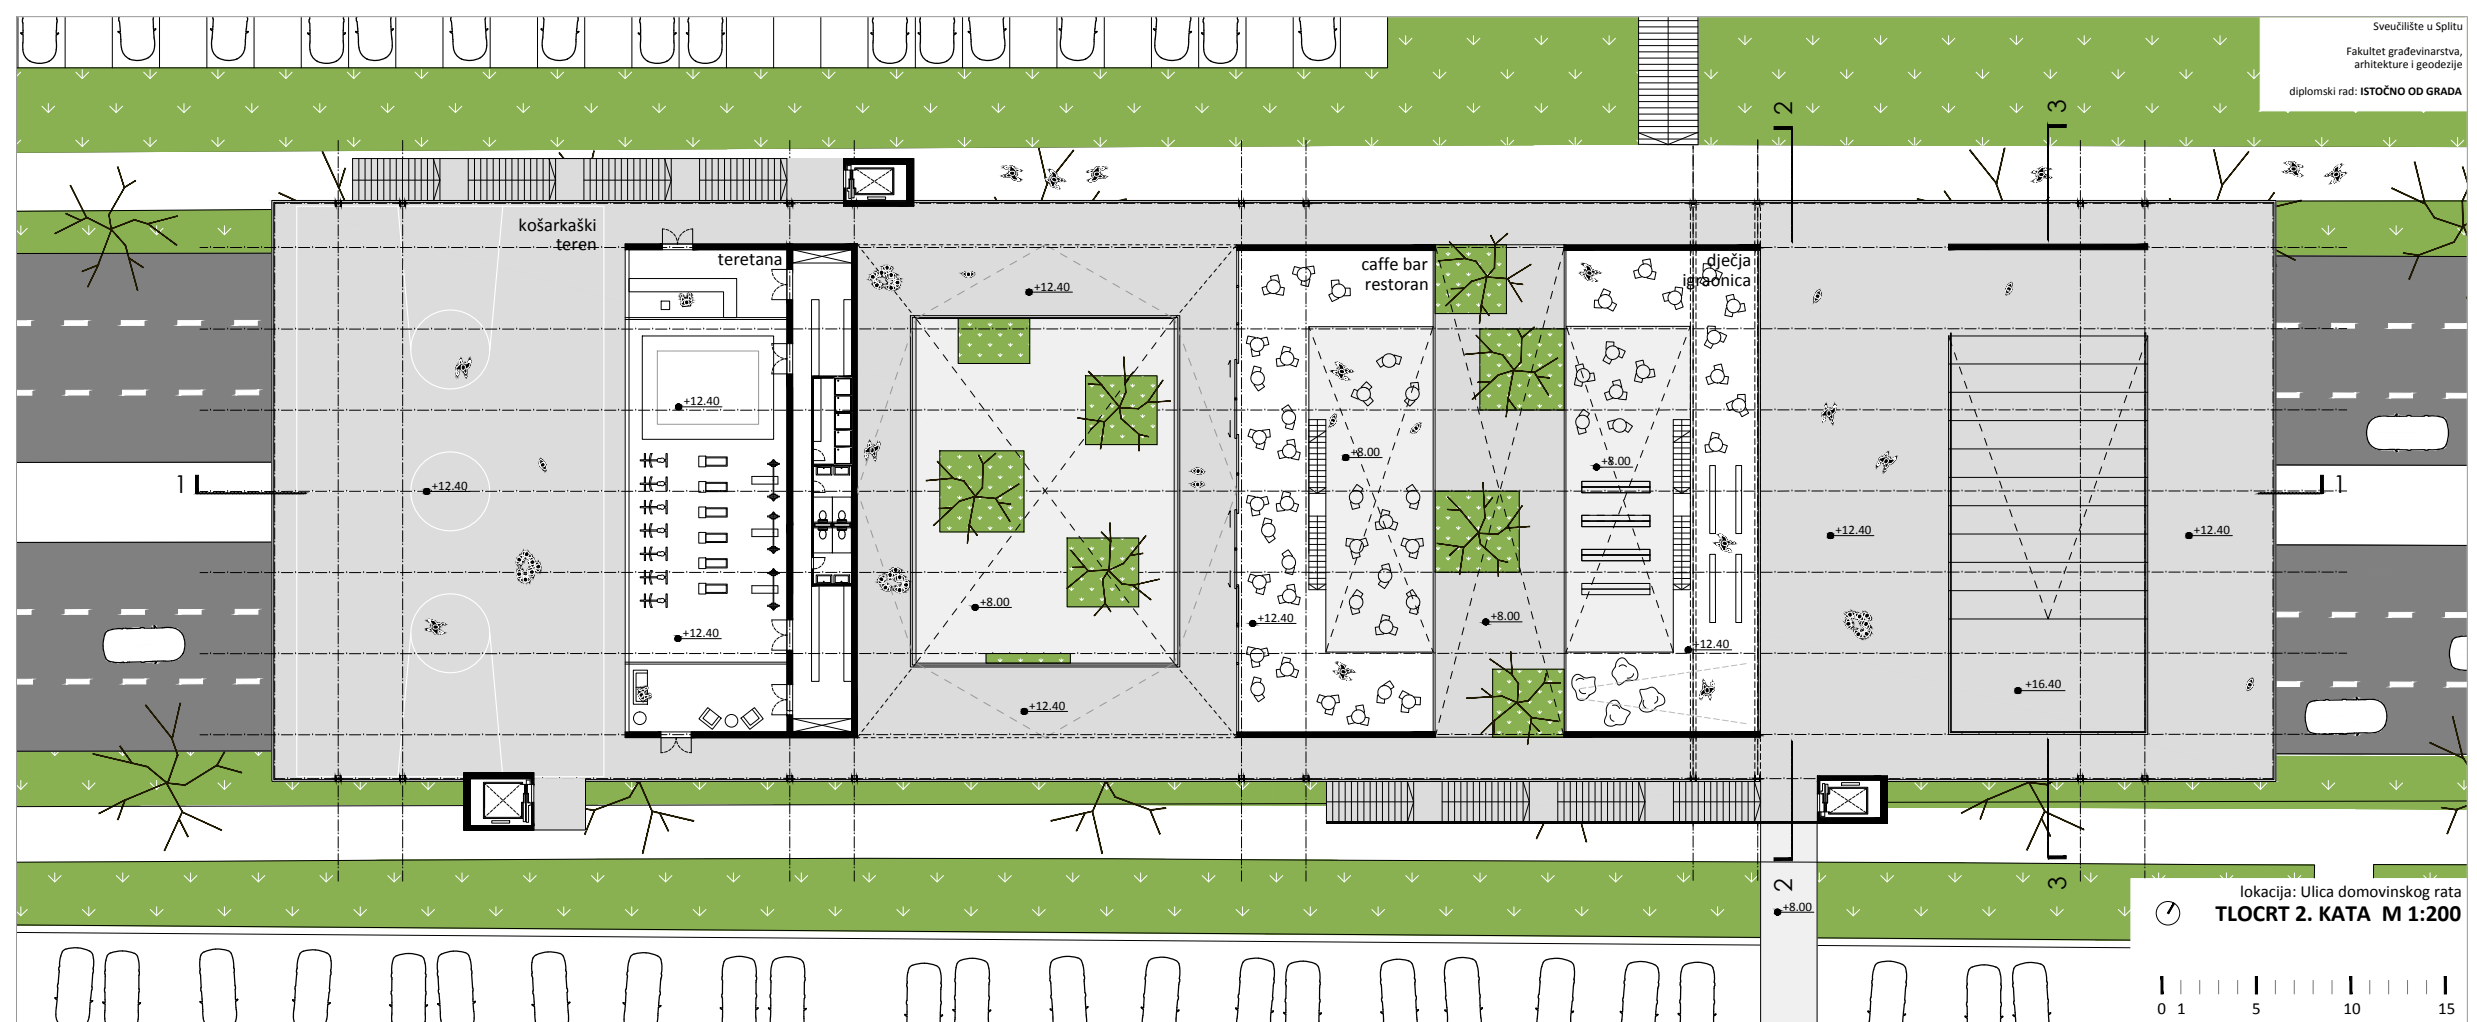 Sveučilište u Splitu
Fakultet građevinarstva,
arhitekture i geodezije
diplomski rad: ISTOČNO OD GRADA
2
3
košarkaški
teren
teretana
caffe bar
restoran
dječja
igraonica
+12.40
+12.40
+8.00
+8.00
1
+12.40
1
+12.40
+12.40
+8.00
+12.40
+8.00
+12.40
+12.40
+16.40
+12.40
2
3
+8.00
lokacija: Ulica domovinskog rata
TLOCRT 2. KATA M 1:200
0 1 5 10 15